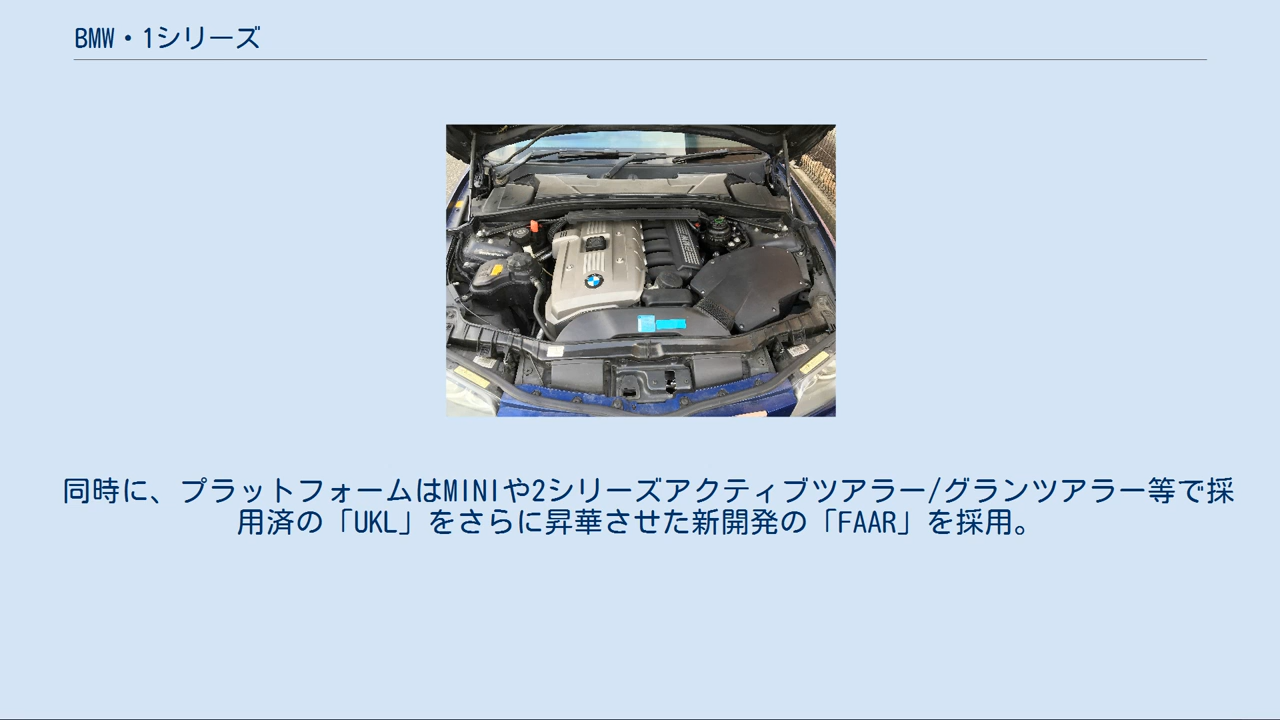 BMW・1シリーズ
同時に、プラットフォームはMINIや2シリーズアクティブツアラー/グランツアラー等で採
用済の「UKL」をさらに昇華させた新開発の「FAAR」を採用。